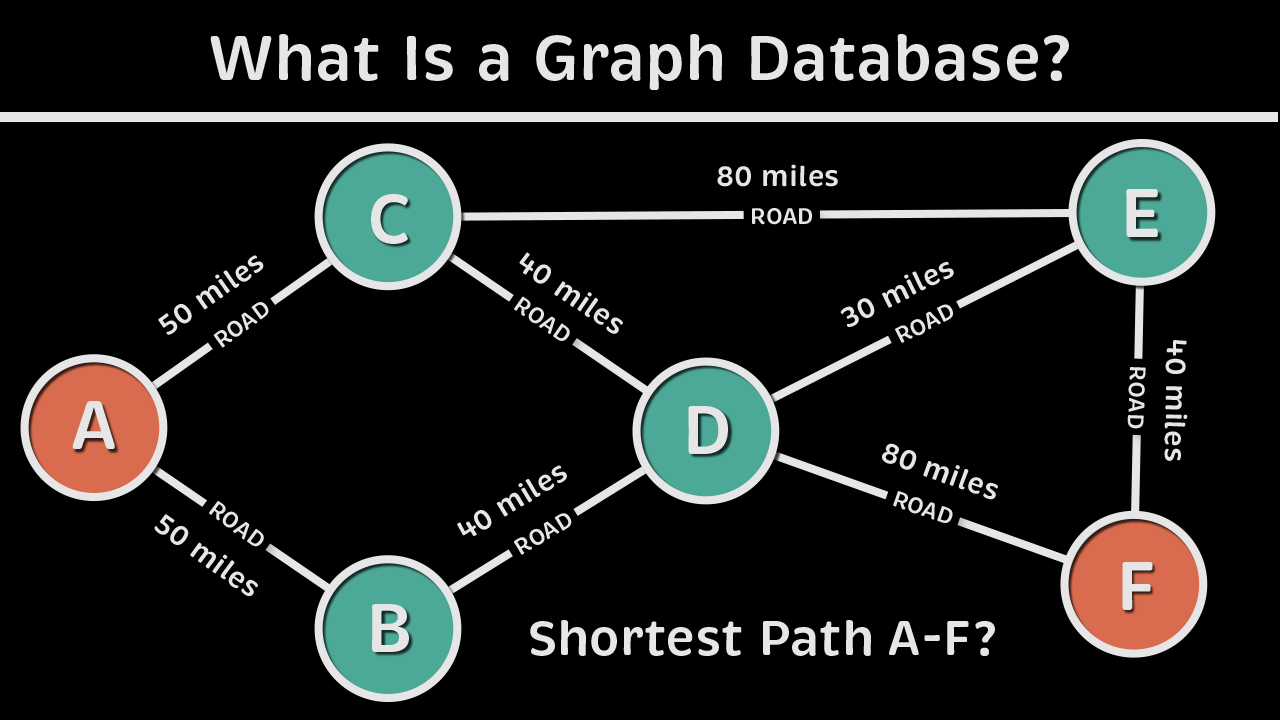 What Is a Graph Database?
80 miles
ROAD
C
E
50 miles
ROAD
40 miles
ROAD
30 miles
ROAD
40 miles
ROAD
A
D
50 miles
ROAD
40 miles
ROAD
80 miles
ROAD
B
F
Shortest Path A-F?